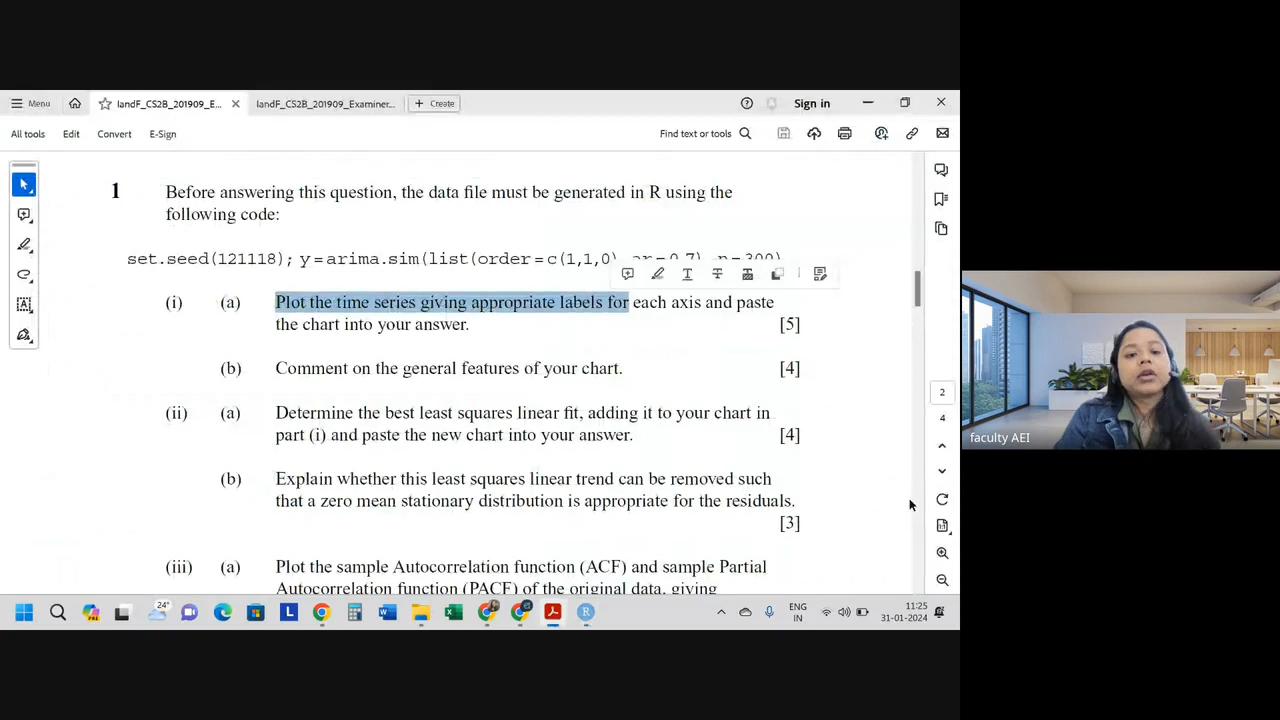 Menu
landF_CS2B_201909_E...
landF_CS2B_201909_Examiner...
Create
Sign in
All tools
Edit
Convert
E-Sign
Find text or tools
1 Before answering this question, the data file must be generated in R using the
following code:
set.seed(121118); y=arima.sim(list(order=c(1,1,0), ar=0.7), n=300)
(i) (a) Plot the time series giving appropriate labels for each axis and paste
the chart into your answer. [5]
(b) Comment on the general features of your chart. [4]
(ii) (a) Determine the best least squares linear fit, adding it to your chart in
part (i) and paste the new chart into your answer. [4]
(b) Explain whether this least squares linear trend can be removed such
that a zero mean stationary distribution is appropriate for the residuals.
[3]
(iii) (a) Plot the sample Autocorrelation function (ACF) and sample Partial
Autocorrelation function (PACF) of the original data, giving
2
4
faculty AEI
24°
ENG
IN
11:25
31-01-2024